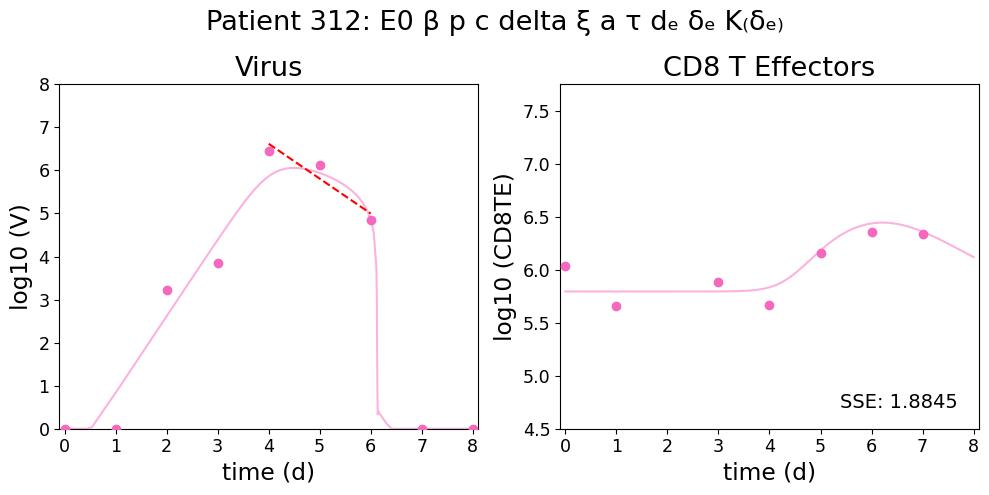 Patient 312: E0 β p c delta ξ a τ dₑ δₑ K₍δₑ₎
Virus
CD8 T Effectors
log10 (V)
8
7
6
5
4
3
2
1
0
0 1 2 3 4 5 6 7 8
time (d)
log10 (CD8TE)
7.5
7.0
6.5
6.0
5.5
5.0
4.5
SSE: 1.8845
0 1 2 3 4 5 6 7 8
time (d)